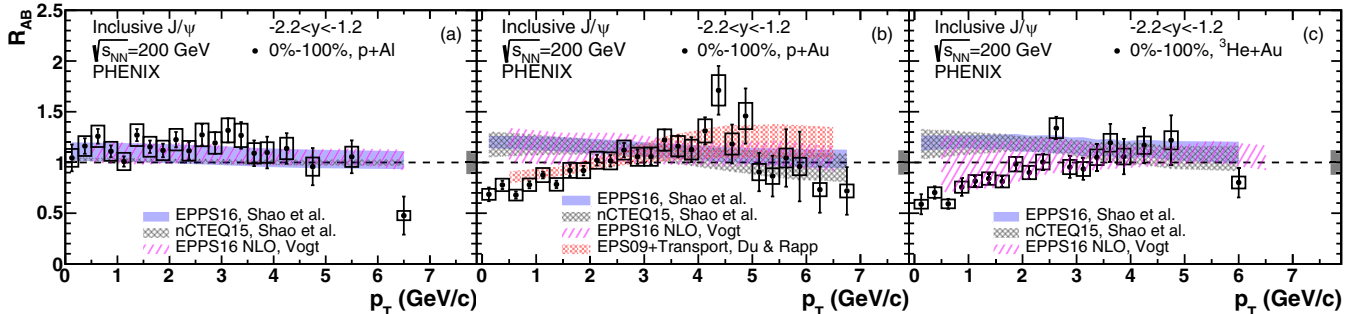 R_AB
2.5
2
1.5
1
0.5
0
Inclusive J/ψ
-2.2<y<-1.2
(a)
√s_NN=200 GeV
0%-100%, p+Al
PHENIX
EPPS16, Shao et al.
nCTEQ15, Shao et al.
EPPS16 NLO, Vogt
0 1 2 3 4 5 6 7
p_T (GeV/c)
Inclusive J/ψ
-2.2<y<-1.2
(b)
√s_NN=200 GeV
0%-100%, p+Au
PHENIX
EPPS16, Shao et al.
nCTEQ15, Shao et al.
EPPS16 NLO, Vogt
EPS09+Transport, Du & Rapp
0 1 2 3 4 5 6 7
p_T (GeV/c)
Inclusive J/ψ
-2.2<y<-1.2
(c)
√s_NN=200 GeV
0%-100%, ³He+Au
PHENIX
EPPS16, Shao et al.
nCTEQ15, Shao et al.
EPPS16 NLO, Vogt
0 1 2 3 4 5 6 7
p_T (GeV/c)